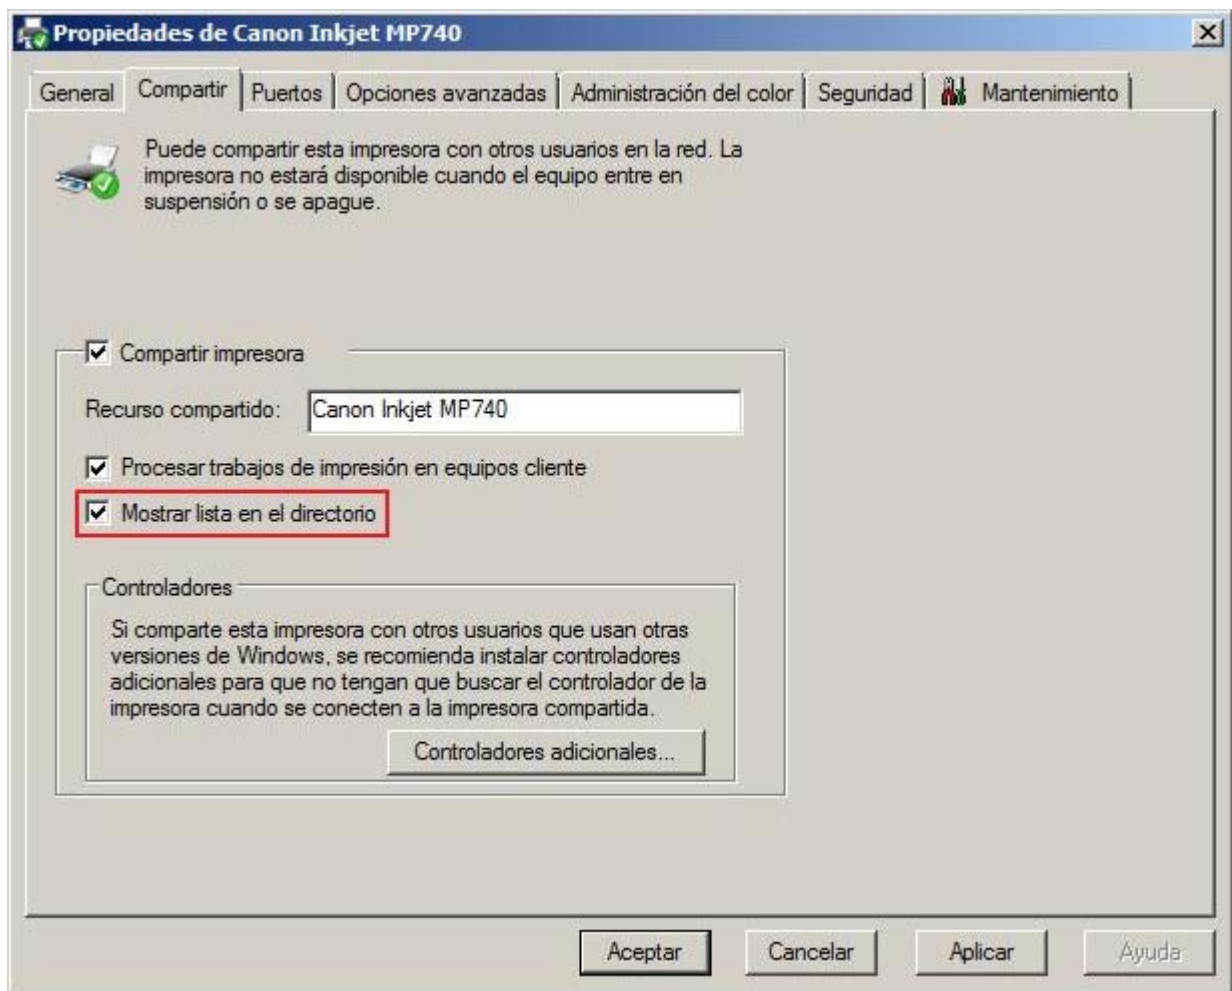 Propiedades de Canon Inkjet MP740
General Compartir Puertos Opciones avanzadas Administración del color Seguridad Mantenimiento
Puede compartir esta impresora con otros usuarios en la red. La
impresora no estará disponible cuando el equipo entre en
suspensión o se apague.
Compartir impresora
Recurso compartido: Canon Inkjet MP740
Procesar trabajos de impresión en equipos cliente
Mostrar lista en el directorio
Controladores
Si comparte esta impresora con otros usuarios que usan otras
versiones de Windows, se recomienda instalar controladores
adicionales para que no tengan que buscar el controlador de la
impresora cuando se conecten a la impresora compartida.
Controladores adicionales...
Aceptar Cancelar Aplicar Ayuda